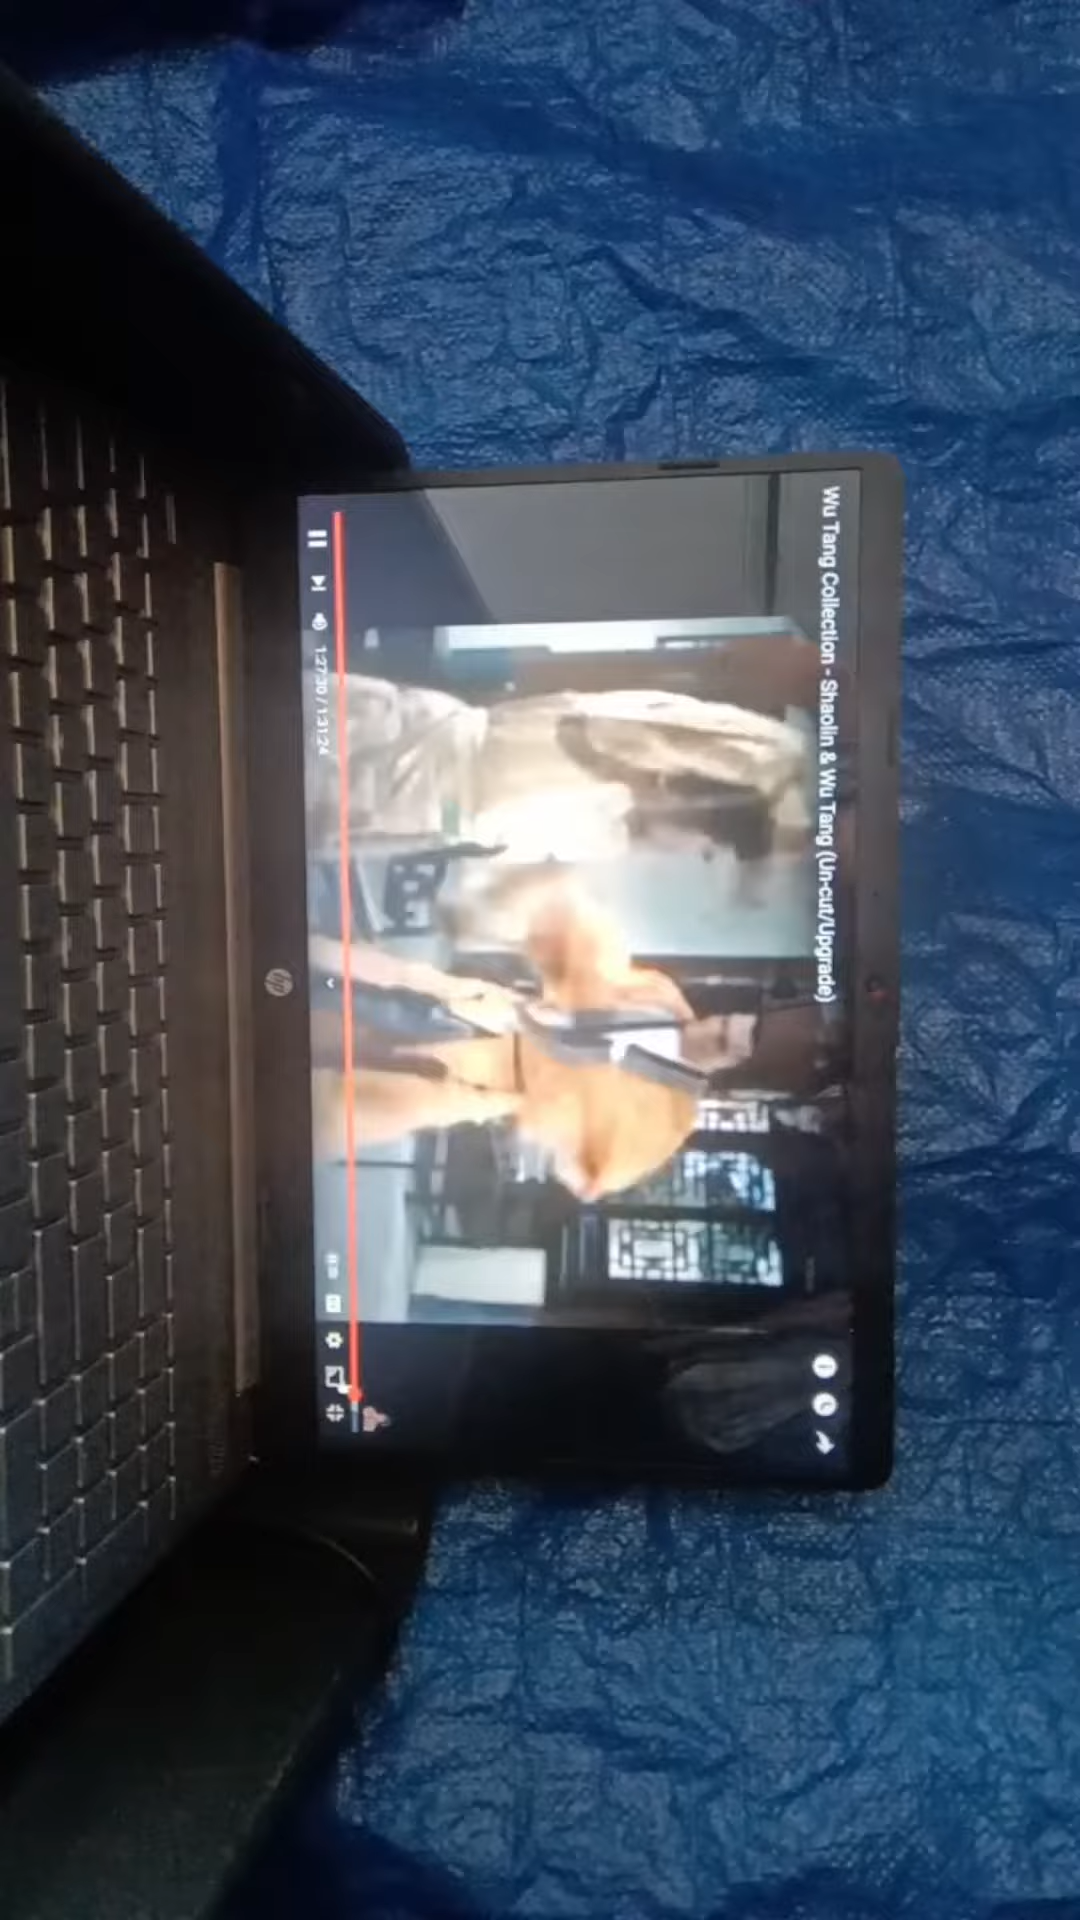 Wu Tang Collection - Shaolin & Wu Tang (Un-cut/Upgrade)
1:27:30 / 1:31:24
hp